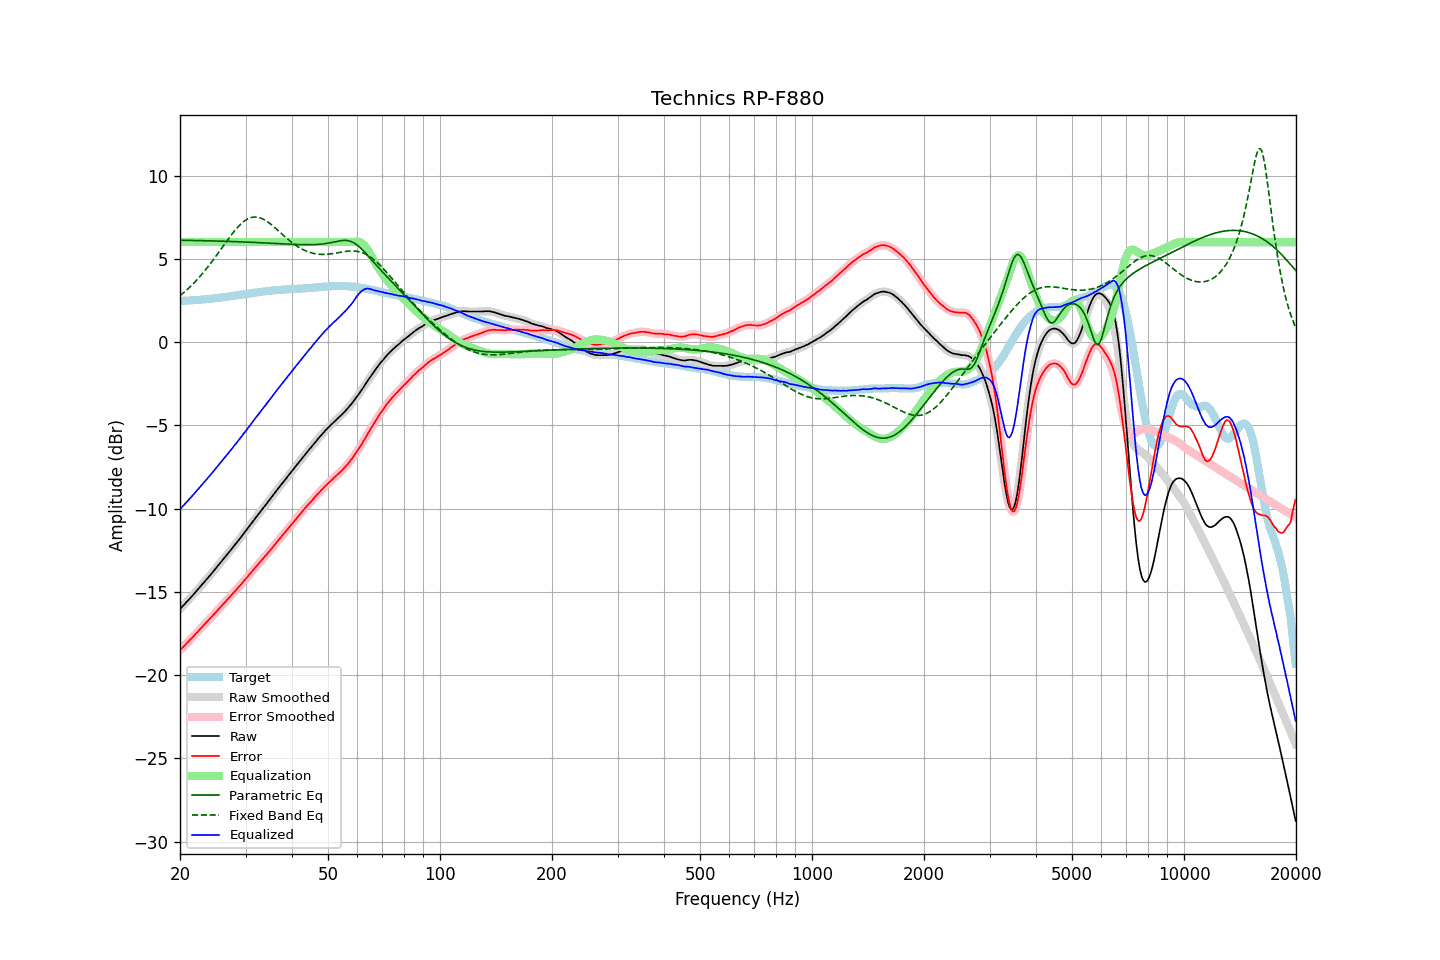 Technics RP-F880
Amplitude (dBr)
10
5
0
−5
−10
−15
−20
−25
−30
Target
Raw Smoothed
Error Smoothed
Raw
Error
Equalization
Parametric Eq
Fixed Band Eq
Equalized
20 50 100 200 500 1000 2000 5000 10000 20000
Frequency (Hz)